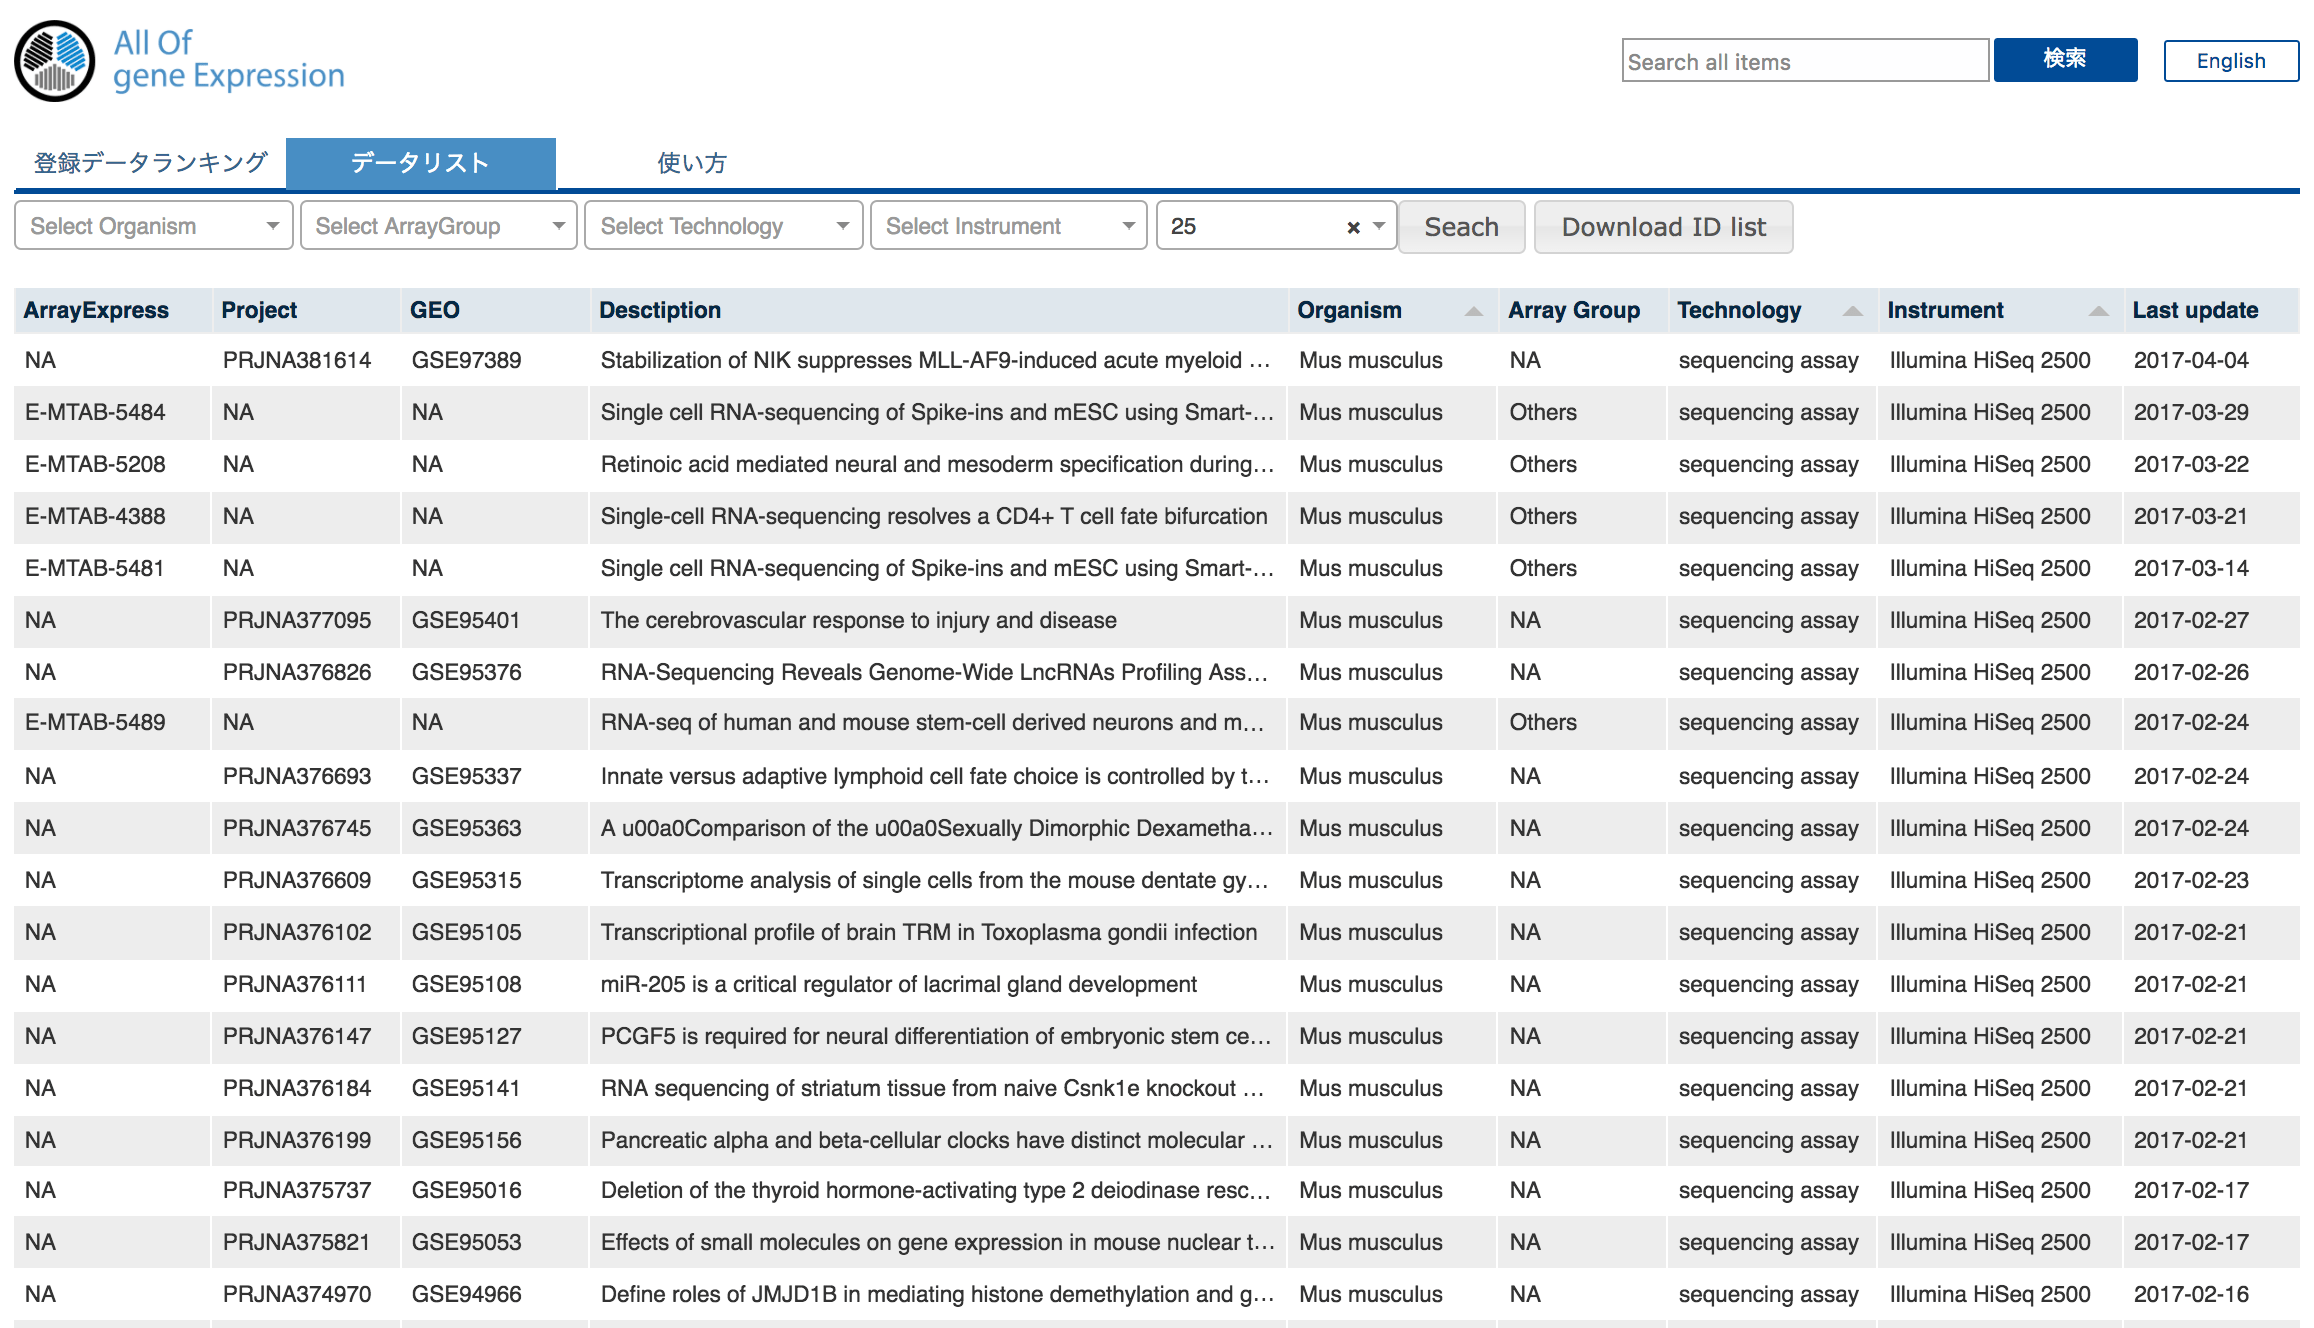 All Of
gene Expression
Search all items 検索 English
登録データランキング データリスト 使い方
Select Organism Select ArrayGroup Select Technology Select Instrument 25 × Seach Download ID list
ArrayExpress Project GEO Desctiption Organism Array Group Technology Instrument Last update
NA PRJNA381614 GSE97389 Stabilization of NIK suppresses MLL-AF9-induced acute myeloid … Mus musculus NA sequencing assay Illumina HiSeq 2500 2017-04-04
E-MTAB-5484 NA NA Single cell RNA-sequencing of Spike-ins and mESC using Smart-… Mus musculus Others sequencing assay Illumina HiSeq 2500 2017-03-29
E-MTAB-5208 NA NA Retinoic acid mediated neural and mesoderm specification during… Mus musculus Others sequencing assay Illumina HiSeq 2500 2017-03-22
E-MTAB-4388 NA NA Single-cell RNA-sequencing resolves a CD4+ T cell fate bifurcation Mus musculus Others sequencing assay Illumina HiSeq 2500 2017-03-21
E-MTAB-5481 NA NA Single cell RNA-sequencing of Spike-ins and mESC using Smart-… Mus musculus Others sequencing assay Illumina HiSeq 2500 2017-03-14
NA PRJNA377095 GSE95401 The cerebrovascular response to injury and disease Mus musculus NA sequencing assay Illumina HiSeq 2500 2017-02-27
NA PRJNA376826 GSE95376 RNA-Sequencing Reveals Genome-Wide LncRNAs Profiling Ass… Mus musculus NA sequencing assay Illumina HiSeq 2500 2017-02-26
E-MTAB-5489 NA NA RNA-seq of human and mouse stem-cell derived neurons and m… Mus musculus Others sequencing assay Illumina HiSeq 2500 2017-02-24
NA PRJNA376693 GSE95337 Innate versus adaptive lymphoid cell fate choice is controlled by t… Mus musculus NA sequencing assay Illumina HiSeq 2500 2017-02-24
NA PRJNA376745 GSE95363 A u00a0Comparison of the u00a0Sexually Dimorphic Dexametha… Mus musculus NA sequencing assay Illumina HiSeq 2500 2017-02-24
NA PRJNA376609 GSE95315 Transcriptome analysis of single cells from the mouse dentate gy… Mus musculus NA sequencing assay Illumina HiSeq 2500 2017-02-23
NA PRJNA376102 GSE95105 Transcriptional profile of brain TRM in Toxoplasma gondii infection Mus musculus NA sequencing assay Illumina HiSeq 2500 2017-02-21
NA PRJNA376111 GSE95108 miR-205 is a critical regulator of lacrimal gland development Mus musculus NA sequencing assay Illumina HiSeq 2500 2017-02-21
NA PRJNA376147 GSE95127 PCGF5 is required for neural differentiation of embryonic stem ce… Mus musculus NA sequencing assay Illumina HiSeq 2500 2017-02-21
NA PRJNA376184 GSE95141 RNA sequencing of striatum tissue from naive Csnk1e knockout … Mus musculus NA sequencing assay Illumina HiSeq 2500 2017-02-21
NA PRJNA376199 GSE95156 Pancreatic alpha and beta-cellular clocks have distinct molecular … Mus musculus NA sequencing assay Illumina HiSeq 2500 2017-02-21
NA PRJNA375737 GSE95016 Deletion of the thyroid hormone-activating type 2 deiodinase resc… Mus musculus NA sequencing assay Illumina HiSeq 2500 2017-02-17
NA PRJNA375821 GSE95053 Effects of small molecules on gene expression in mouse nuclear t… Mus musculus NA sequencing assay Illumina HiSeq 2500 2017-02-17
NA PRJNA374970 GSE94966 Define roles of JMJD1B in mediating histone demethylation and g… Mus musculus NA sequencing assay Illumina HiSeq 2500 2017-02-16